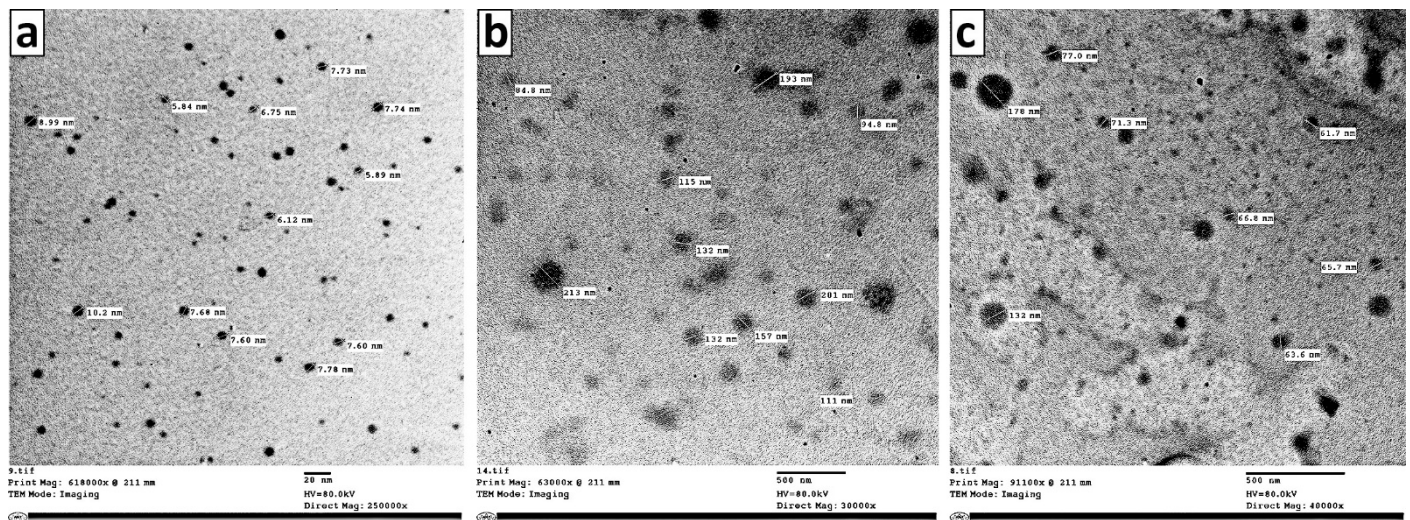 a
7.73 nm
5.84 nm
6.75 nm
7.74 nm
8.99 nm
5.89 nm
6.12 nm
10.2 nm
7.68 nm
7.60 nm
7.60 nm
7.78 nm
9.tif
Print Mag: 618000x @ 211 mm
TEM Mode: Imaging
20 nm
HV=80.0kV
Direct Mag: 250000x
b
193 nm
84.8 nm
94.8 nm
115 nm
132 nm
213 nm
201 nm
132 nm
157 nm
111 nm
14.tif
Print Mag: 63000x @ 211 mm
TEM Mode: Imaging
500 nm
HV=80.0kV
Direct Mag: 30000x
c
77.0 nm
178 nm
71.3 nm
61.7 nm
66.8 nm
65.7 nm
132 nm
63.6 nm
8.tif
Print Mag: 91100x @ 211 mm
TEM Mode: Imaging
500 nm
HV=80.0kV
Direct Mag: 40000x